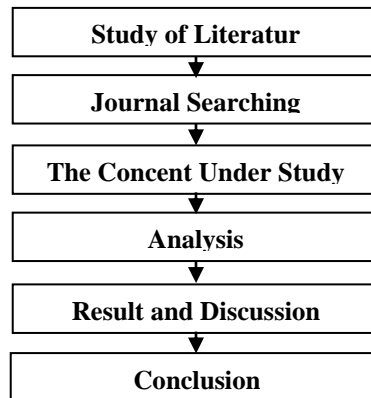 Study of Literatur
Journal Searching
The Concent Under Study
Analysis
Result and Discussion
Conclusion